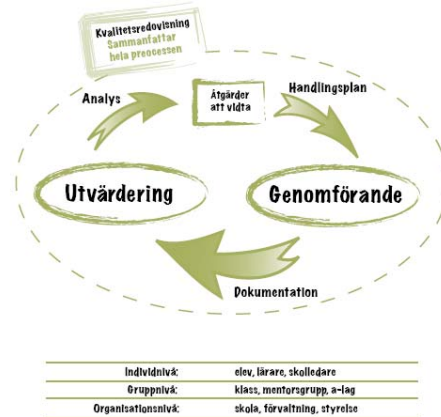 Kvalitetsredovisning
Sammanfattar
hela preocessen
Analys
Åtgärder
att vidta
Handlingsplan
Utvärdering
Genomförande
Dokumentation
Individnivå: elev, lärare, skolledare
Gruppnivå: klass, mentorsgrupp, a-lag
Organisationsnivå: skola, förvaltning, styrelse